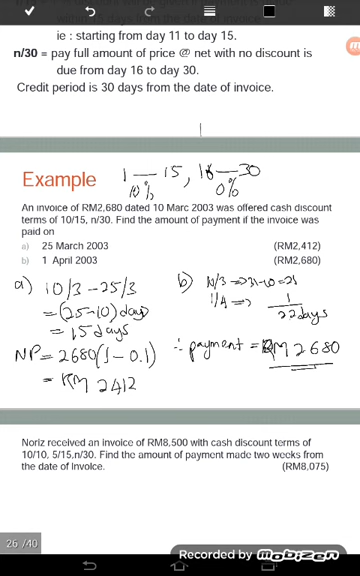 ie : starting from day 11 to day 15.
n/30 = pay full amount of price @ net with no discount is
due from day 16 to day 30.
Credit period is 30 days from the date of invoice.
Example
1 — 15, 16 — 30
10% 0%
An invoice of RM2,680 dated 10 Marc 2003 was offered cash discount
terms of 10/15, n/30. Find the amount of payment if the invoice was
paid on
a) 25 March 2003 (RM2,412)
b) 1 April 2003 (RM2,680)
a) 10/3 – 25/3
= (25-10) days
= 15 days
NP = 2680(1 - 0.1)
= RM 2412
b) 10/3 => 31-10 = 21
1/4 => 1
22 days
∴ payment = RM 2680
Noriz received an invoice of RM8,500 with cash discount terms of
10/10, 5/15,n/30. Find the amount of payment made two weeks from
the date of Invoice. (RM8,075)
26 /40
Recorded by Mobizen